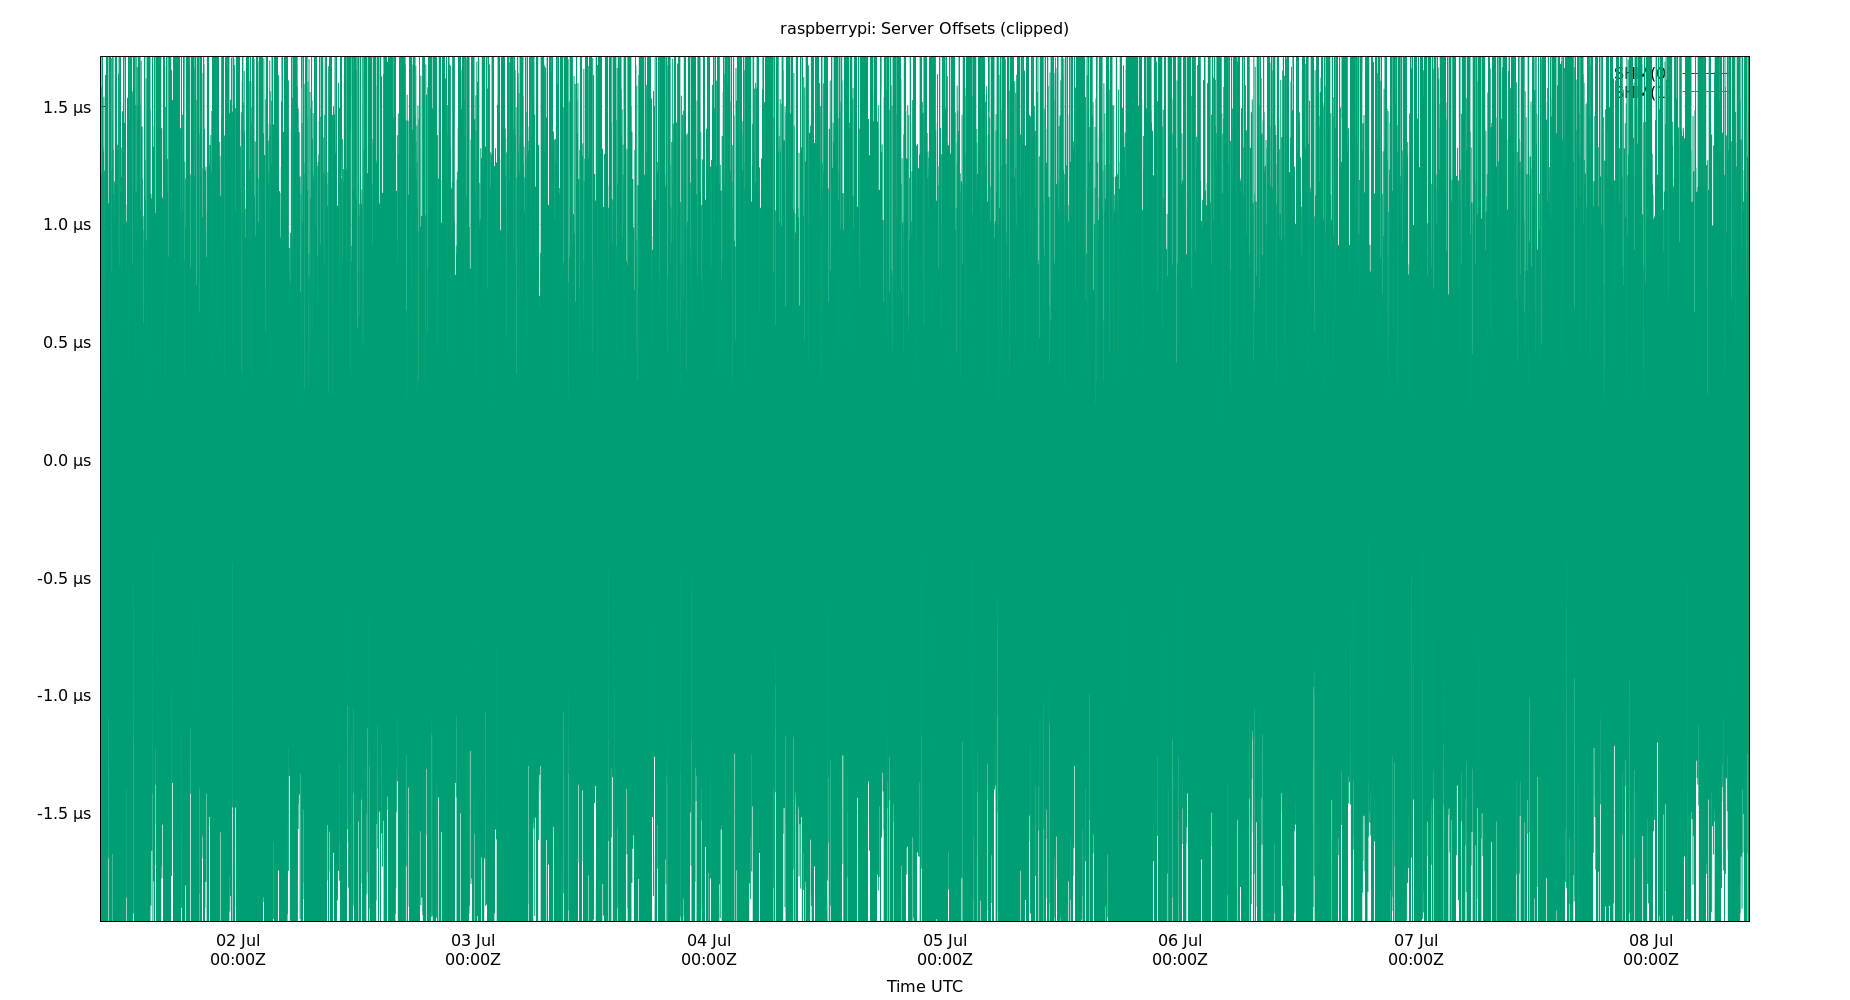 raspberrypi: Server Offsets (clipped)
1.5 µs
1.0 µs
0.5 µs
0.0 µs
-0.5 µs
-1.0 µs
-1.5 µs
02 Jul 00:00Z
03 Jul 00:00Z
04 Jul 00:00Z
05 Jul 00:00Z
06 Jul 00:00Z
07 Jul 00:00Z
08 Jul 00:00Z
Time UTC